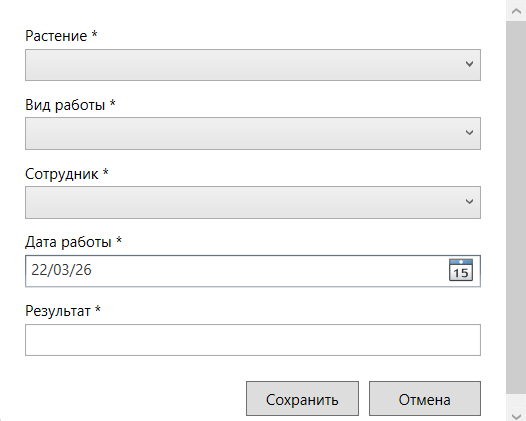 Растение *
Вид работы *
Сотрудник *
Дата работы *
22/03/26
15
Результат *
Сохранить
Отмена